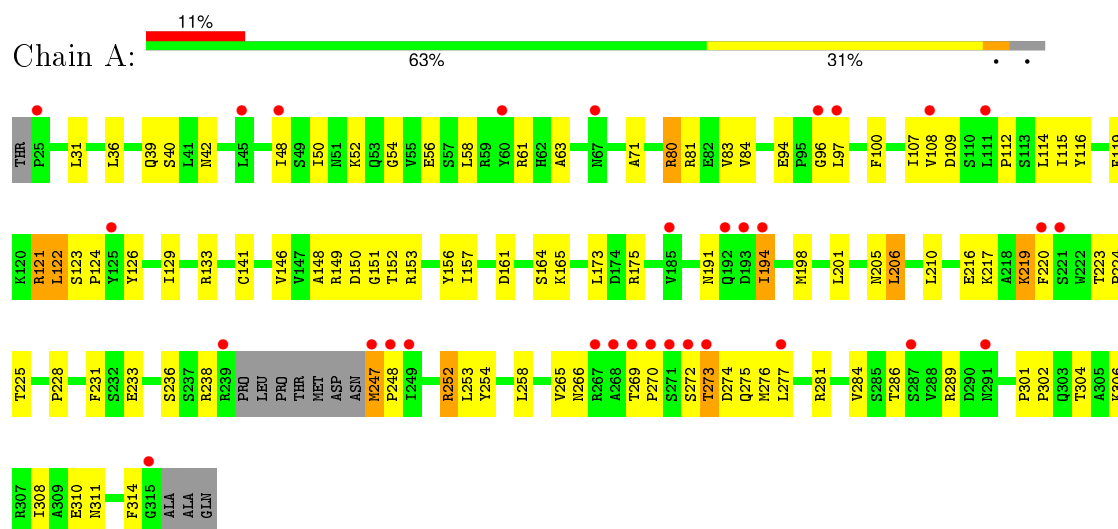 11%
Chain A:
63% 31% • •
THR P25 L31 L36 Q39 S40 L41 N42 L45 I48 S49 I50 N51 K52 Q53 G54 V55 E56 S57 L58 R59 Y60 R61 H62 A63 N67 A71 R80 R81 E82 V83 V84 E94 P95 G96 L97 F100 I107 V108 D109 S110 L111 P112 S113 L114 I115 Y116
K120 R121 L122 S123 P124 Y125 Y126 I129 R133 C141 V146 V147 A148 R149 D150 G151 T152 R153 Y156 I157 D161 S164 K165 L173 D174 R175 V185 N191 Q192 D193 I194 M198 L201 N205 L206 L210 E216 K217 A218 K219 F220 S221 W222 T223
T225 P228 F231 S232 E233 S236 S237 R238 R239 PRO LEU PRO THR MET ASP ASN M247 P248 I249 R252 L253 Y254 L258 V265 N266 R267 A268 T269 P270 S271 S272 T273 D274 Q275 M276 L277 R281 V284 S285 T286 S287 V288 R289 D290 N291 P301 P302 Q303 T304 A305
R307 I308 A309 E310 N311 F314 G315 ALA ALA GLN